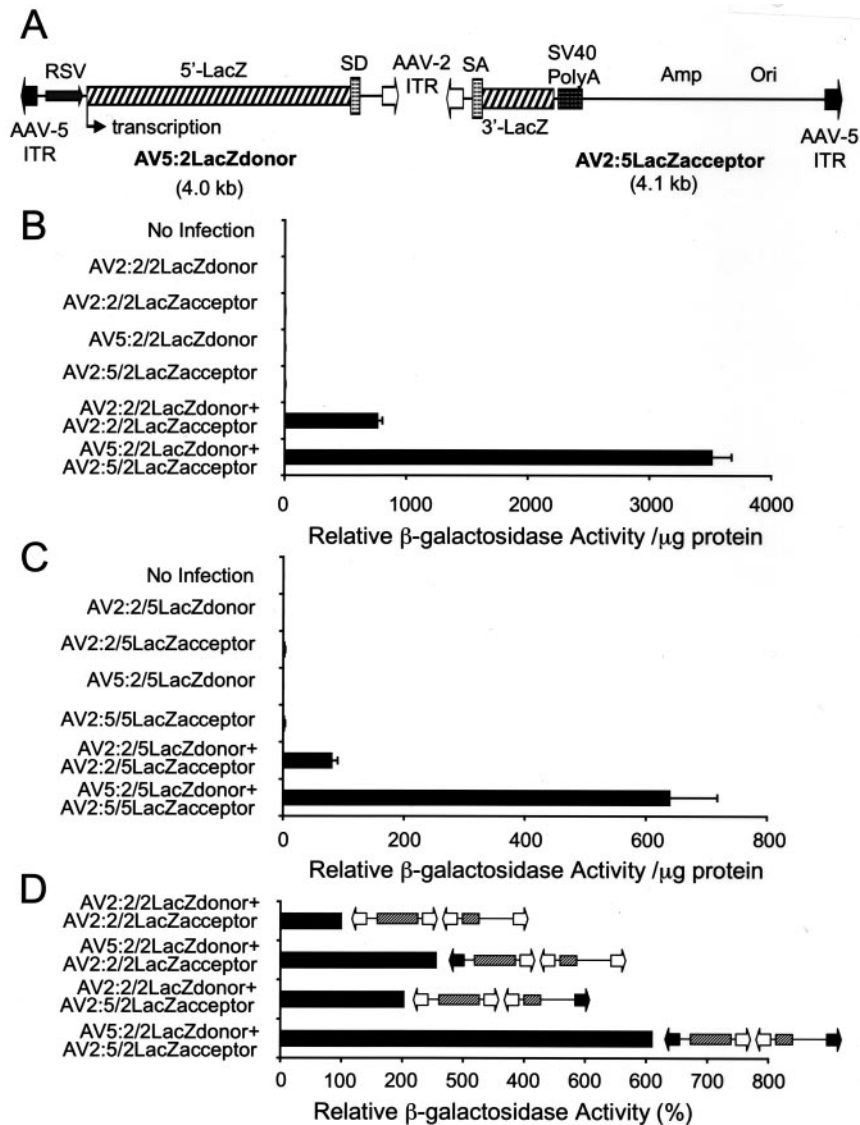 A
RSV
5'-LacZ
SD
AAV-2
ITR
SA
SV40
PolyA
Amp
Ori
AAV-5
ITR
transcription
3'-LacZ
AAV-5
ITR
AV5:2LacZdonor
(4.0 kb)
AV2:5LacZacceptor
(4.1 kb)
B
No Infection
AV2:2/2LacZdonor
AV2:2/2LacZacceptor
AV5:2/2LacZdonor
AV2:5/2LacZacceptor
AV2:2/2LacZdonor+
AV2:2/2LacZacceptor
AV5:2/2LacZdonor+
AV2:5/2LacZacceptor
0 1000 2000 3000 4000
Relative β-galactosidase Activity /μg protein
C
No Infection
AV2:2/5LacZdonor
AV2:2/5LacZacceptor
AV5:2/5LacZdonor
AV2:5/5LacZacceptor
AV2:2/5LacZdonor+
AV2:2/5LacZacceptor
AV5:2/5LacZdonor+
AV2:5/5LacZacceptor
0 200 400 600 800
Relative β-galactosidase Activity /μg protein
D
AV2:2/2LacZdonor+
AV2:2/2LacZacceptor
AV5:2/2LacZdonor+
AV2:2/2LacZacceptor
AV2:2/2LacZdonor+
AV2:5/2LacZacceptor
AV5:2/2LacZdonor+
AV2:5/2LacZacceptor
0 100 200 500 400 600 700 800
Relative β-galactosidase Activity (%)